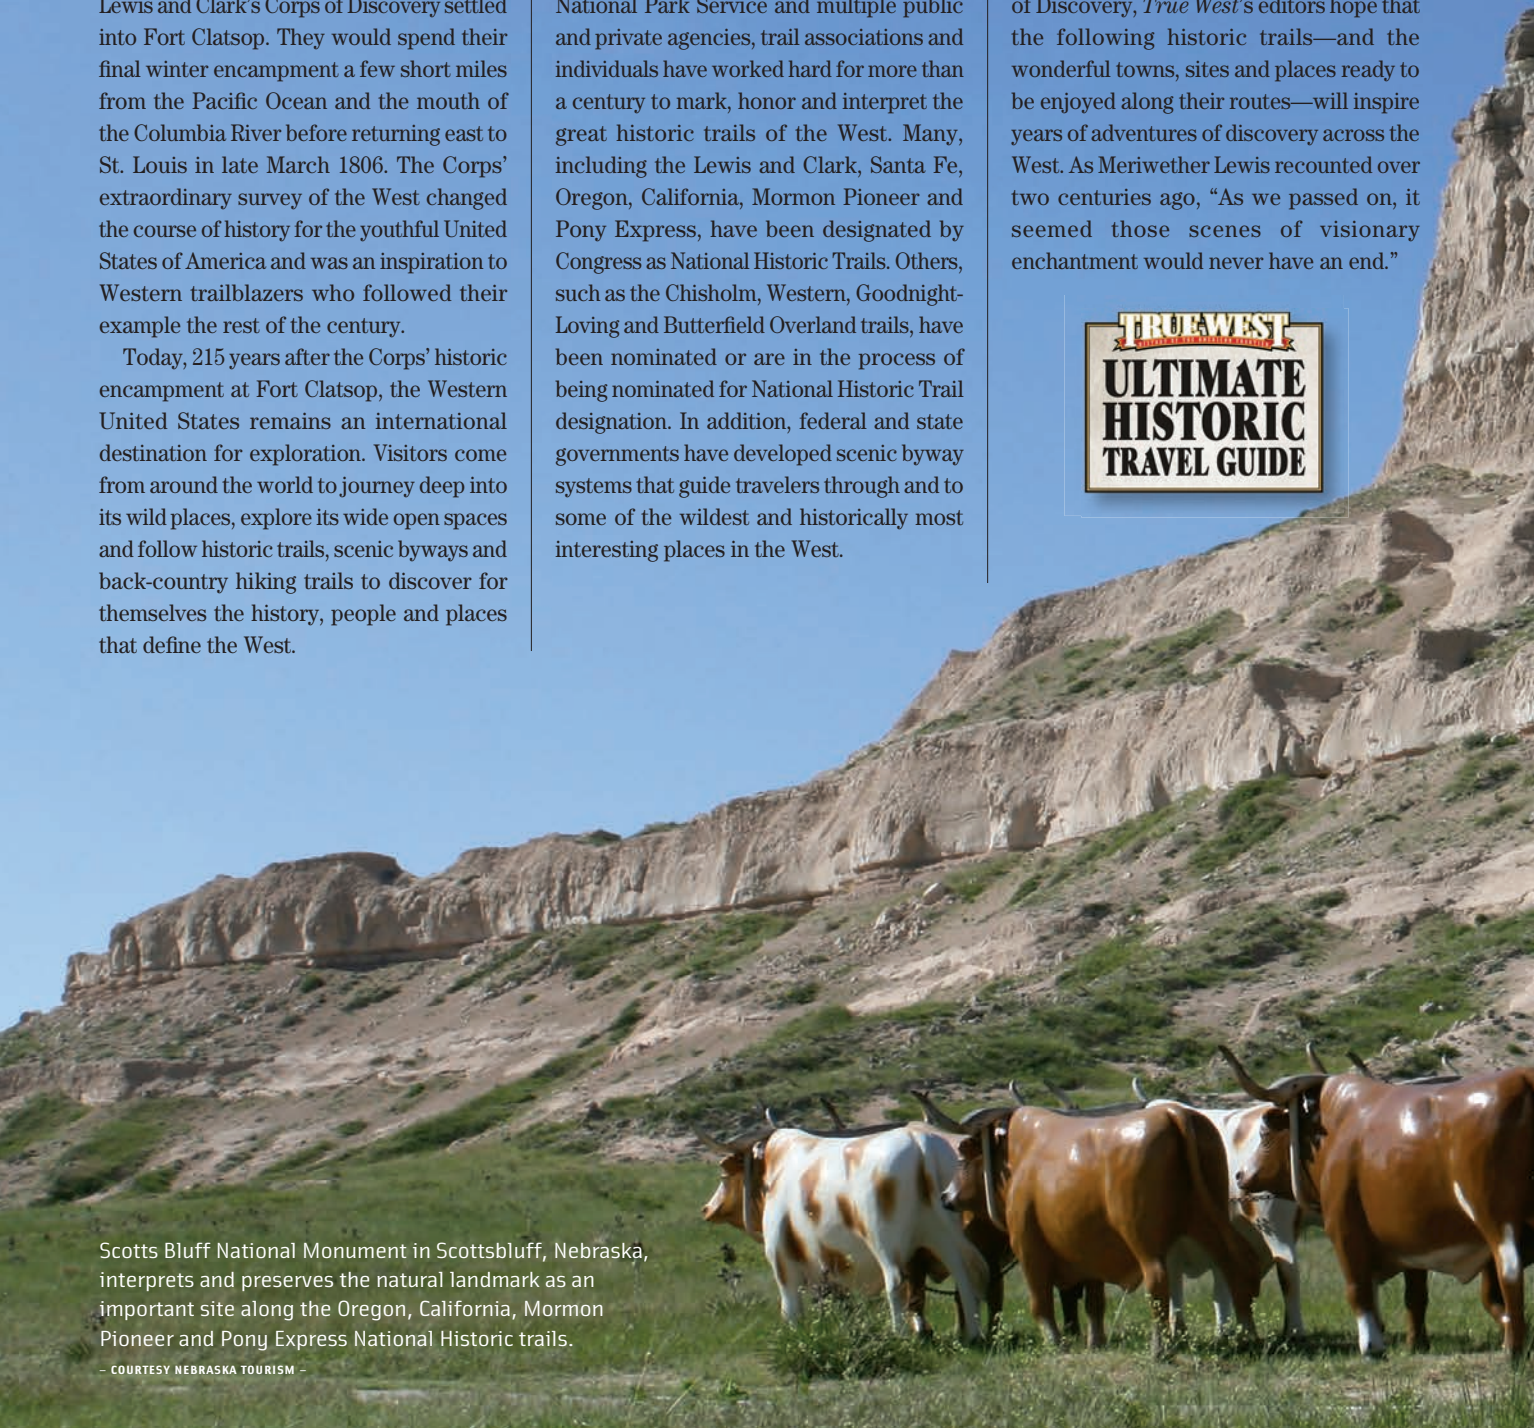 Lewis and Clark's Corps of Discovery settled
into Fort Clatsop. They would spend their
final winter encampment a few short miles
from the Pacific Ocean and the mouth of
the Columbia River before returning east to
St. Louis in late March 1806. The Corps'
extraordinary survey of the West changed
the course of history for the youthful United
States of America and was an inspiration to
Western trailblazers who followed their
example the rest of the century.
Today, 215 years after the Corps' historic
encampment at Fort Clatsop, the Western
United States remains an international
destination for exploration. Visitors come
from around the world to journey deep into
its wild places, explore its wide open spaces
and follow historic trails, scenic byways and
back-country hiking trails to discover for
themselves the history, people and places
that define the West.
National Park Service and multiple public
and private agencies, trail associations and
individuals have worked hard for more than
a century to mark, honor and interpret the
great historic trails of the West. Many,
including the Lewis and Clark, Santa Fe,
Oregon, California, Mormon Pioneer and
Pony Express, have been designated by
Congress as National Historic Trails. Others,
such as the Chisholm, Western, Goodnight-
Loving and Butterfield Overland trails, have
been nominated or are in the process of
being nominated for National Historic Trail
designation. In addition, federal and state
governments have developed scenic byway
systems that guide travelers through and to
some of the wildest and historically most
interesting places in the West.
of Discovery, True West's editors hope that
the following historic trails—and the
wonderful towns, sites and places ready to
be enjoyed along their routes—will inspire
years of adventures of discovery across the
West. As Meriwether Lewis recounted over
two centuries ago, “As we passed on, it
seemed those scenes of visionary
enchantment would never have an end.”
TRUE WEST
HISTORY OF THE AMERICAN FRONTIER
ULTIMATE
HISTORIC
TRAVEL GUIDE
Scotts Bluff National Monument in Scottsbluff, Nebraska,
interprets and preserves the natural landmark as an
important site along the Oregon, California, Mormon
Pioneer and Pony Express National Historic trails.
– COURTESY NEBRASKA TOURISM –